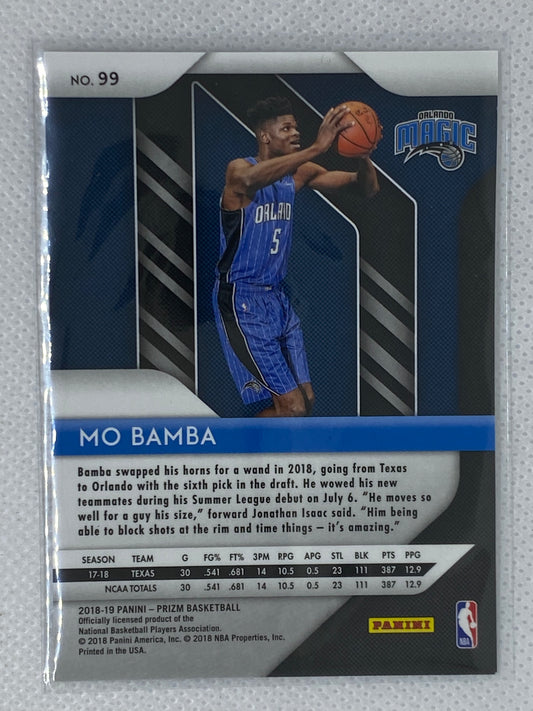 NO. 99
ORLANDO
MAGIC
ORLANDO
5
MO BAMBA
Bamba swapped his horns for a wand in 2018, going from Texas
to Orlando with the sixth pick in the draft. He wowed his new
teammates during his Summer League debut on July 6. “He moves so
well for a guy his size,” forward Jonathan Isaac said. “Him being
able to block shots at the rim and time things – it’s amazing.”
SEASON TEAM G FG% FT% 3PM RPG APG STL BLK PTS PPG
17-18 TEXAS 30 .541 .681 14 10.5 0.5 23 111 387 12.9
NCAA TOTALS 30 .541 .681 14 10.5 0.5 23 111 387 12.9
2018-19 PANINI – PRIZM BASKETBALL
Officially licensed product of the
National Basketball Players Association.
© 2018 Panini America, Inc. © 2018 NBA Properties, Inc.
Printed in the USA.
PANINI
NBA